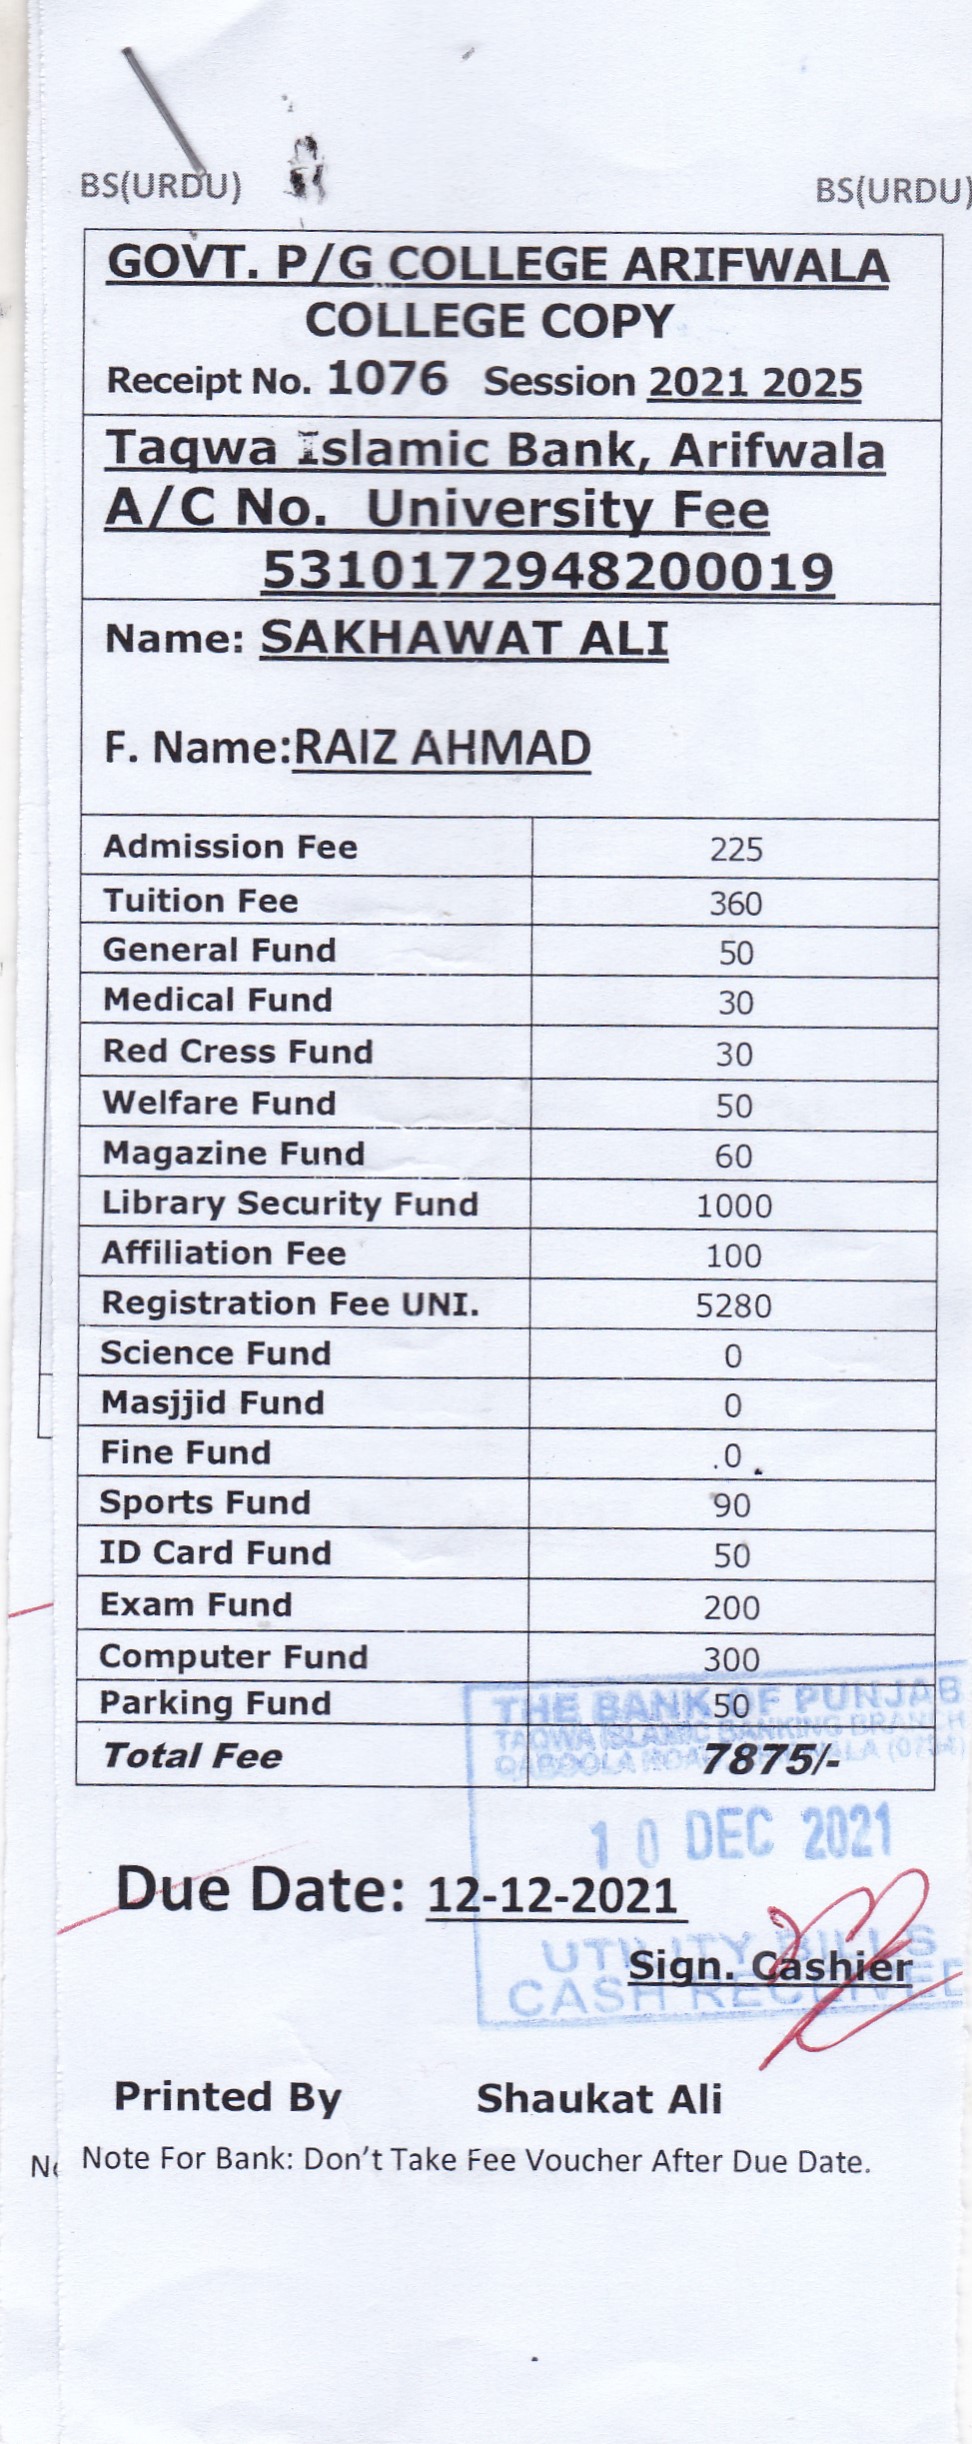 BS(URDU) BS(URDU)
GOVT. P/G COLLEGE ARIFWALA
COLLEGE COPY
Receipt No. 1076 Session 2021 2025
Taqwa Islamic Bank, Arifwala
A/C No. University Fee
5310172948200019
Name: SAKHAWAT ALI
F. Name:RAIZ AHMAD
Admission Fee 225
Tuition Fee 360
General Fund 50
Medical Fund 30
Red Cress Fund 30
Welfare Fund 50
Magazine Fund 60
Library Security Fund 1000
Affiliation Fee 100
Registration Fee UNI. 5280
Science Fund 0
Masjjid Fund 0
Fine Fund .0
Sports Fund 90
ID Card Fund 50
Exam Fund 200
Computer Fund 300
Parking Fund 50
THE BANK OF PUNJAB
TAQWA ISLAMIC BANKING BRANCH
QABOOLA ROAD
Total Fee 7875/-
10 DEC 2021
Due Date: 12-12-2021
UTILITY BILLS
Sign. Cashier
CASH RECEIVED
Printed By Shaukat Ali
Note For Bank: Don't Take Fee Voucher After Due Date.